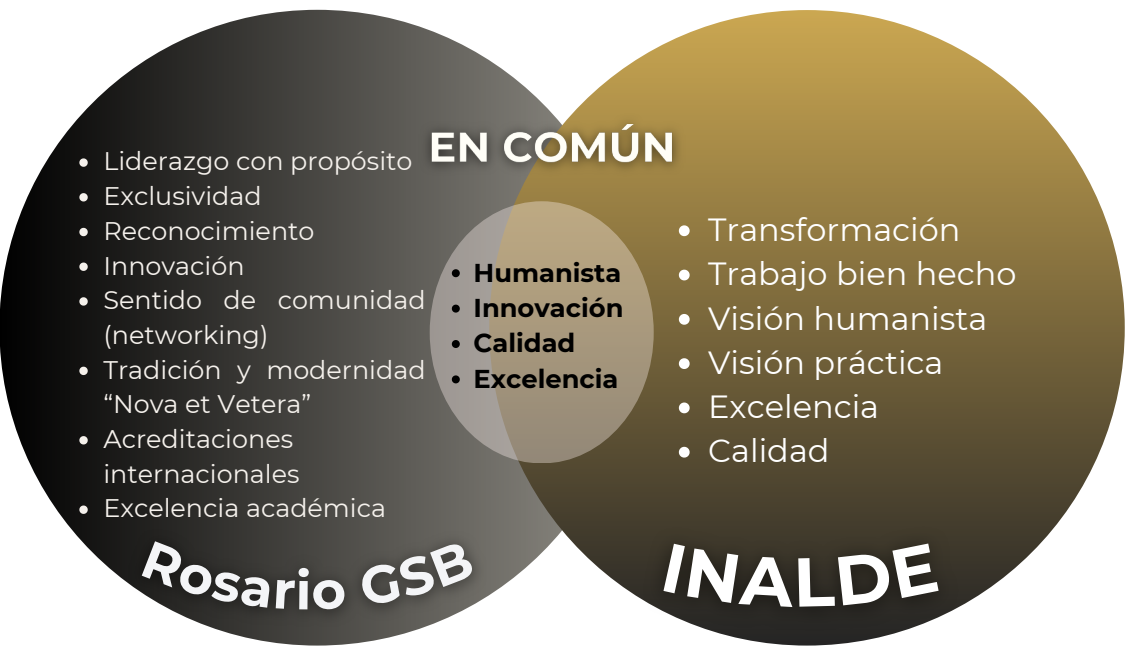 EN COMÚN
• Liderazgo con propósito
• Exclusividad
• Reconocimiento
• Innovación
• Sentido de comunidad
(networking)
• Tradición y modernidad
“Nova et Vetera”
• Acreditaciones
internacionales
• Excelencia académica
• Humanista
• Innovación
• Calidad
• Excelencia
• Transformación
• Trabajo bien hecho
• Visión humanista
• Visión práctica
• Excelencia
• Calidad
Rosario GSB
INALDE